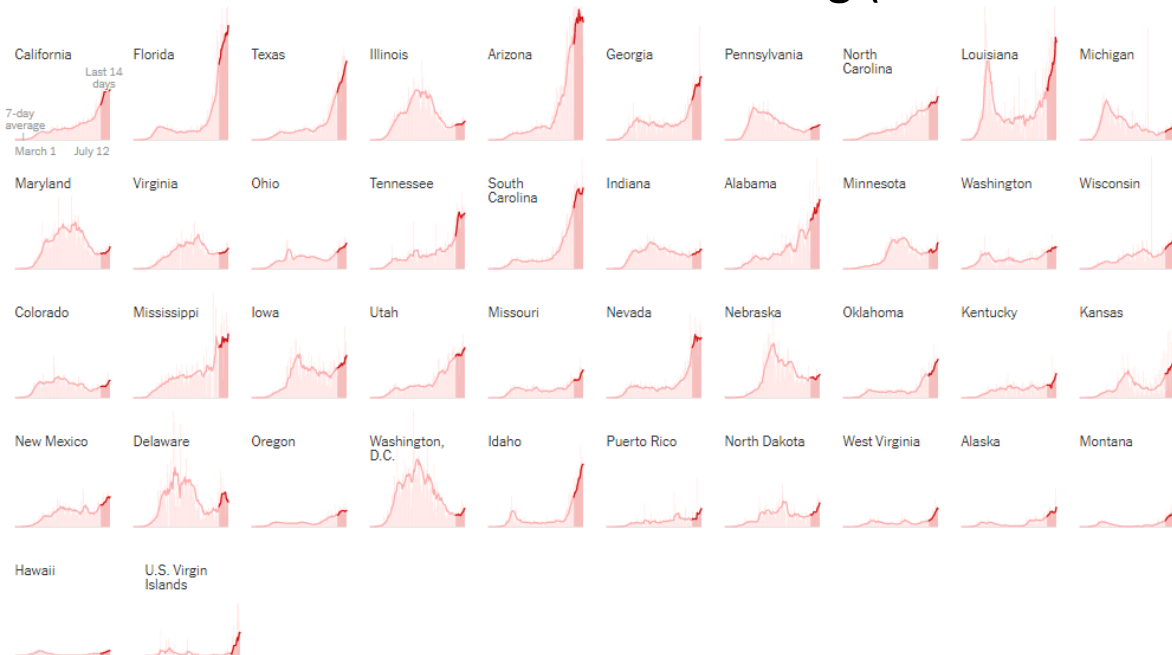 California
Florida
Texas
Illinois
Arizona
Georgia
Pennsylvania
North
Carolina
Louisiana
Michigan
Last 14
days
7-day
average
March 1
July 12
Maryland
Virginia
Ohio
Tennessee
South
Carolina
Indiana
Alabama
Minnesota
Washington
Wisconsin
Colorado
Mississippi
Iowa
Utah
Missouri
Nevada
Nebraska
Oklahoma
Kentucky
Kansas
New Mexico
Delaware
Oregon
Washington,
D.C.
Idaho
Puerto Rico
North Dakota
West Virginia
Alaska
Montana
Hawaii
U.S. Virgin
Islands